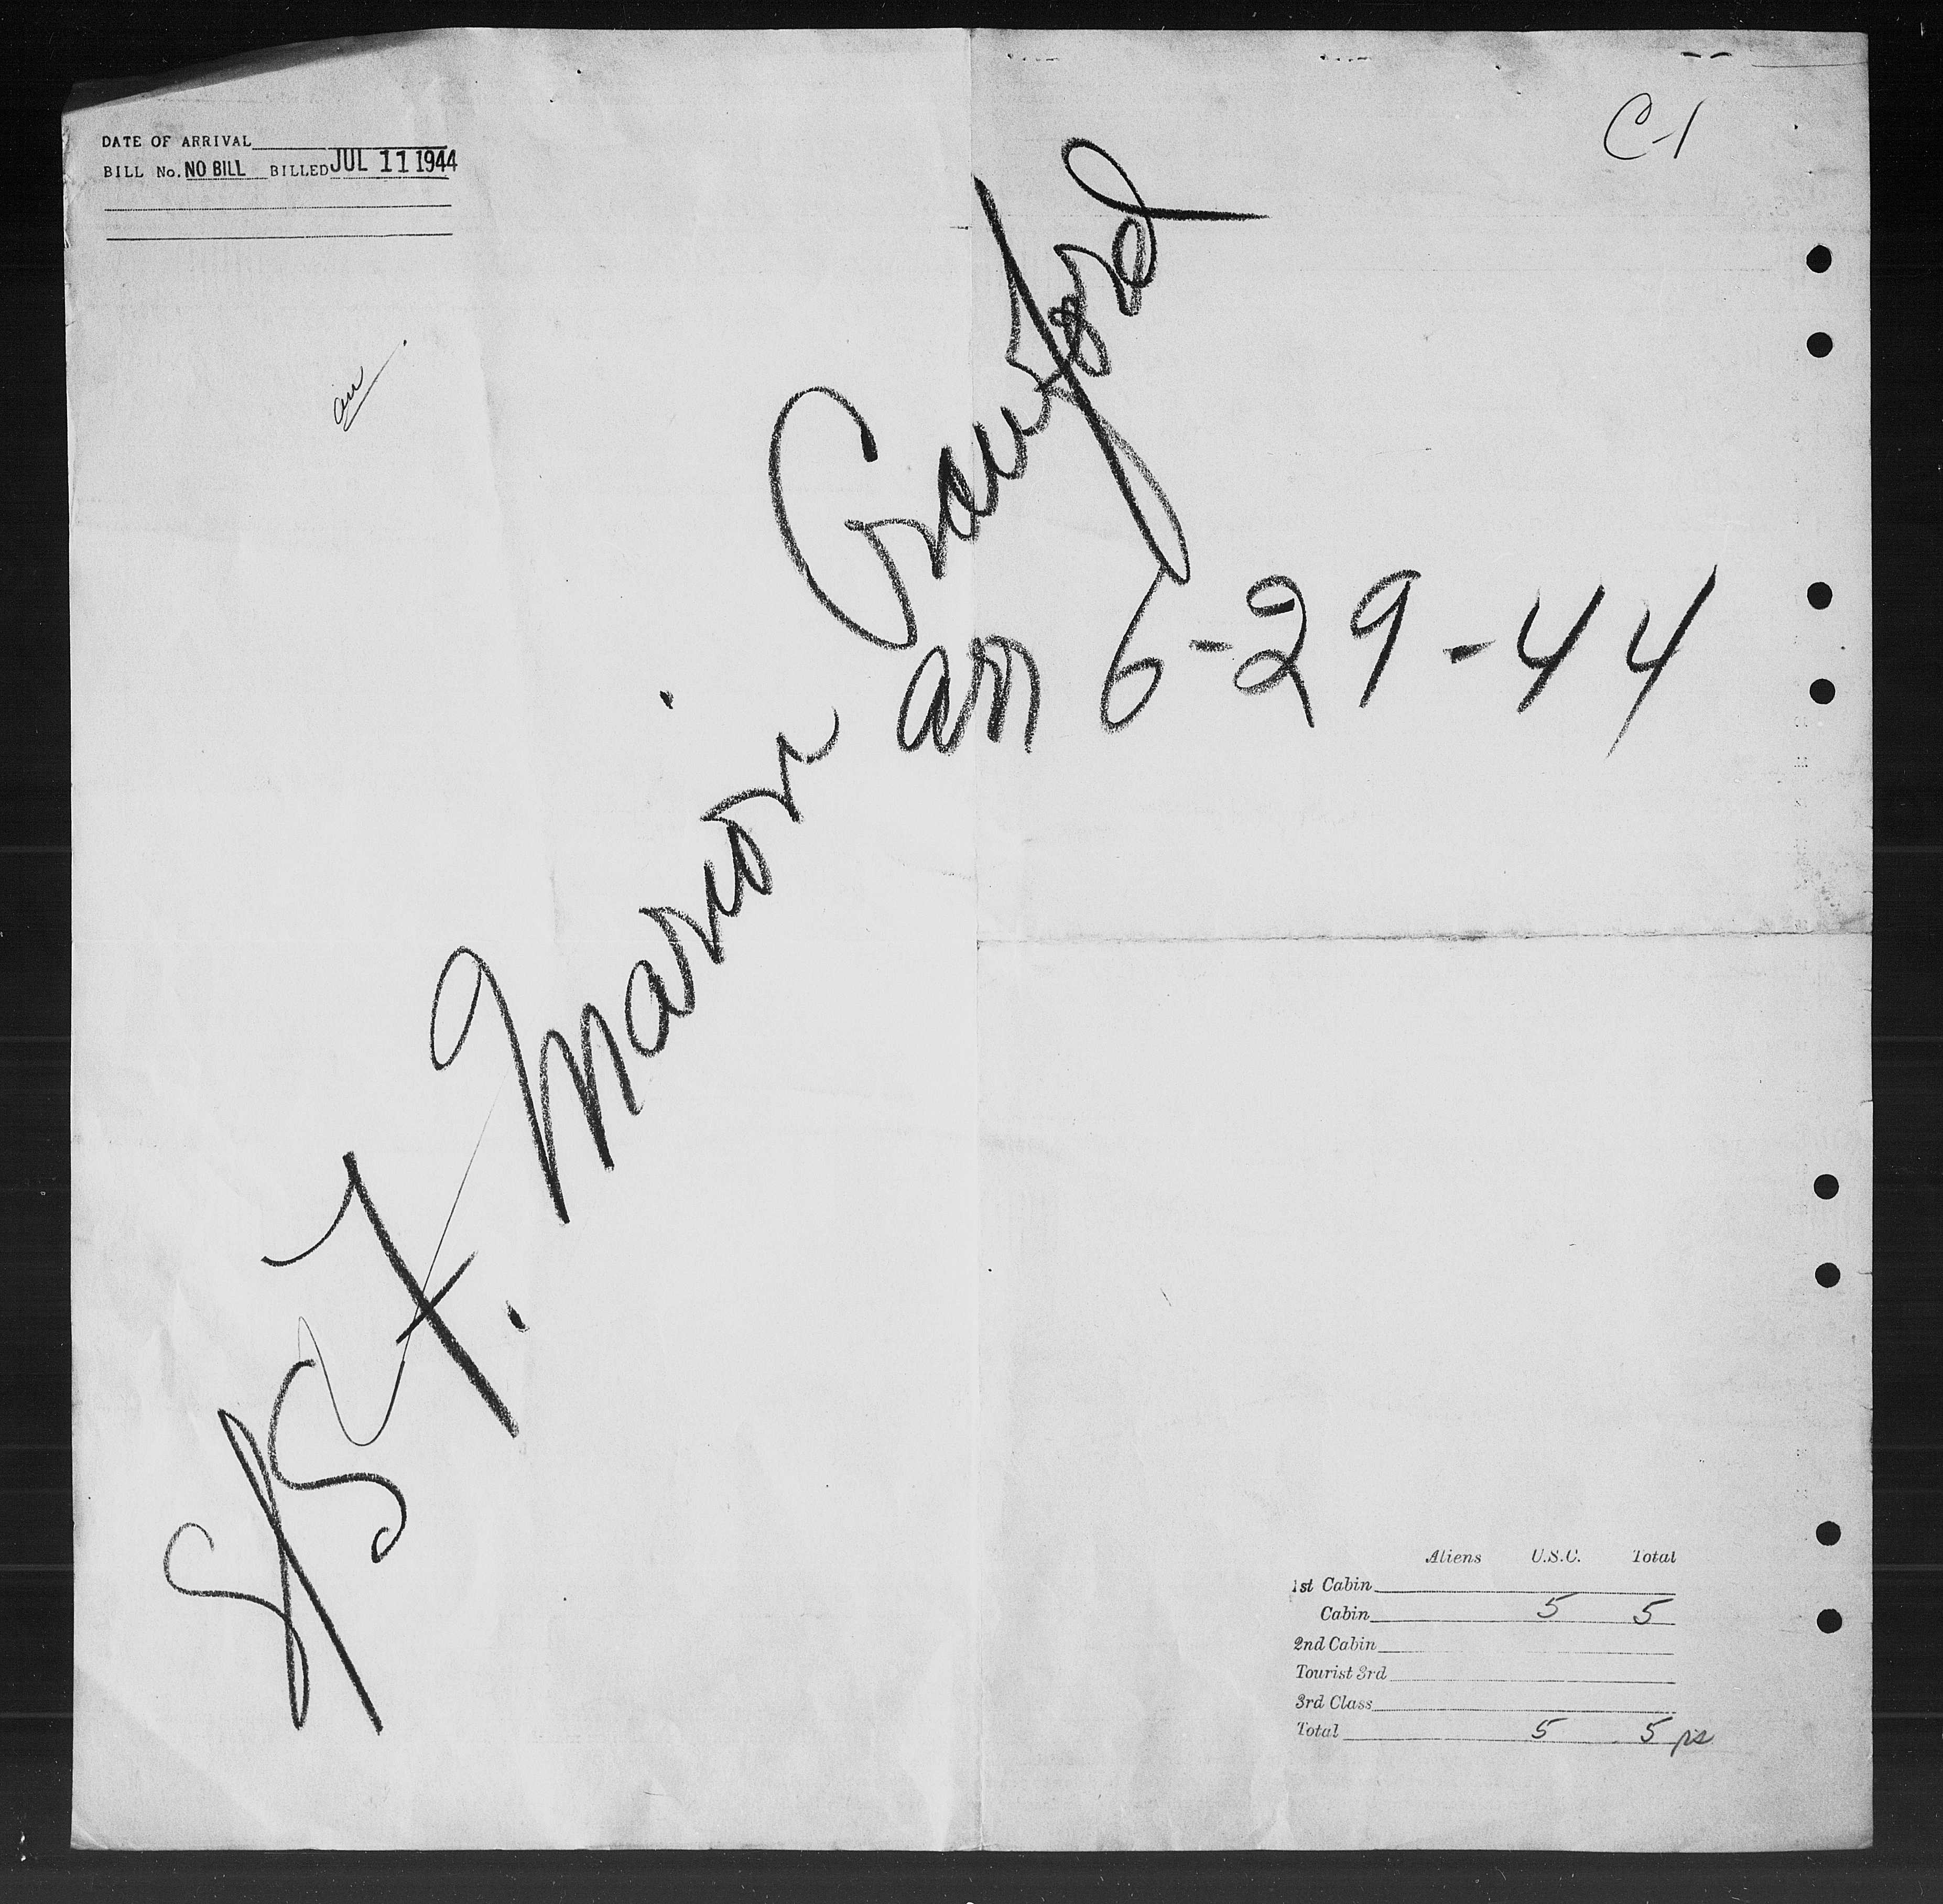 C-1
DATE OF ARRIVAL
BILL No. NO BILL BILLED JUL 11 1944
S/S F. Marion Crawford
arr 6-29-44
Aliens U.S.C. Total
1st Cabin
Cabin 5 5
2nd Cabin
Tourist 3rd
3rd Class
Total 5 5